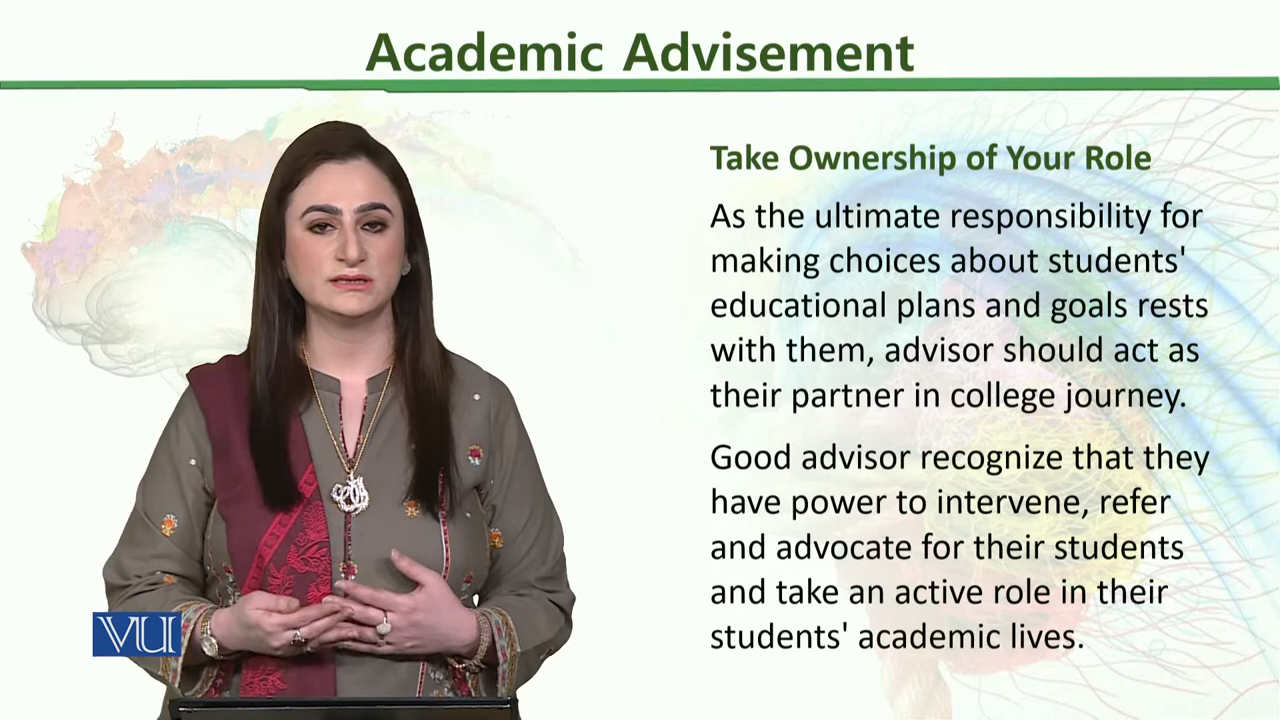 Academic Advisement
Take Ownership of Your Role
As the ultimate responsibility for
making choices about students'
educational plans and goals rests
with them, advisor should act as
their partner in college journey.
Good advisor recognize that they
have power to intervene, refer
and advocate for their students
and take an active role in their
students' academic lives.
VU